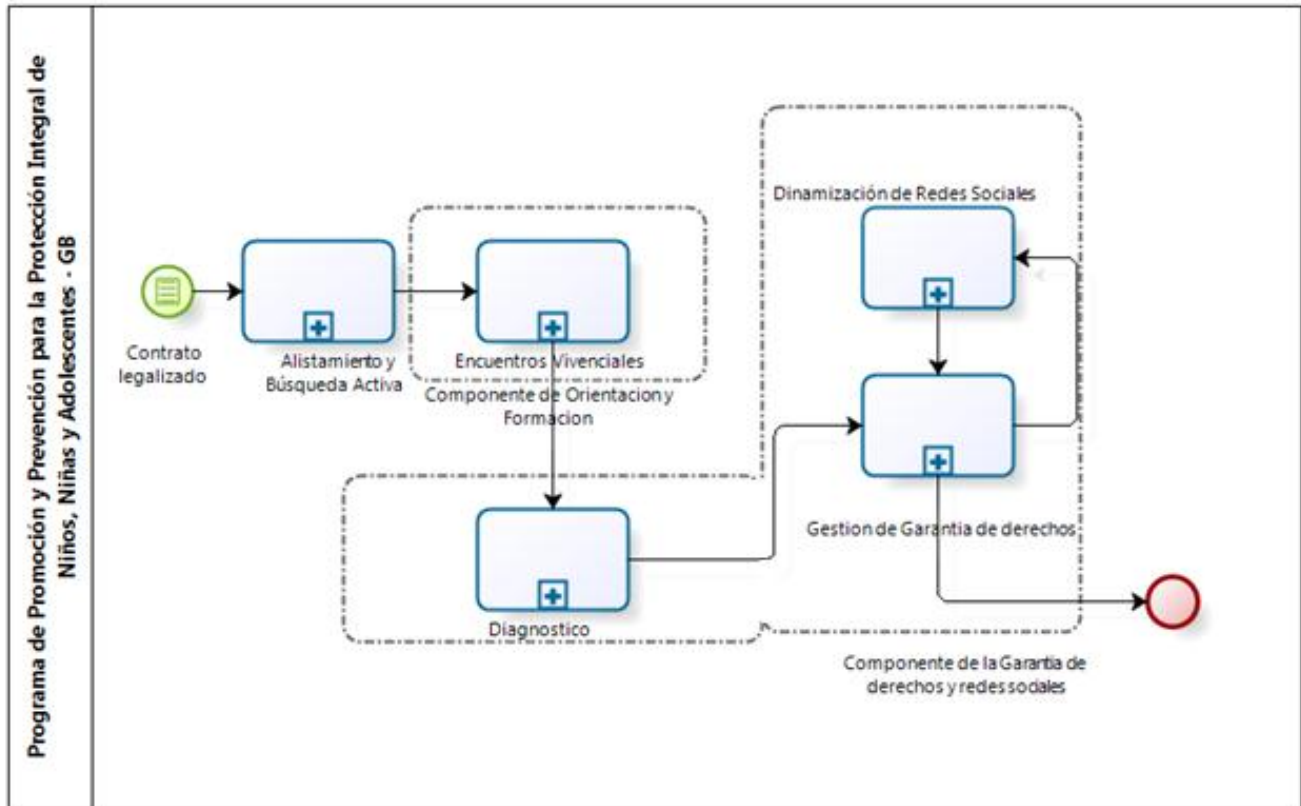 Programa de Promoción y Prevención para la Protección Integral de
Niños, Niñas y Adolescentes - GB
Contrato
legalizado
Alistamiento y
Búsqueda Activa
Encuentros Vivenciales
Componente de Orientacion y
Formacion
Diagnostico
Dinamización de Redes Sociales
Gestion de Garantia de derechos
Componente de la Garantia de
derechos y redes sociales